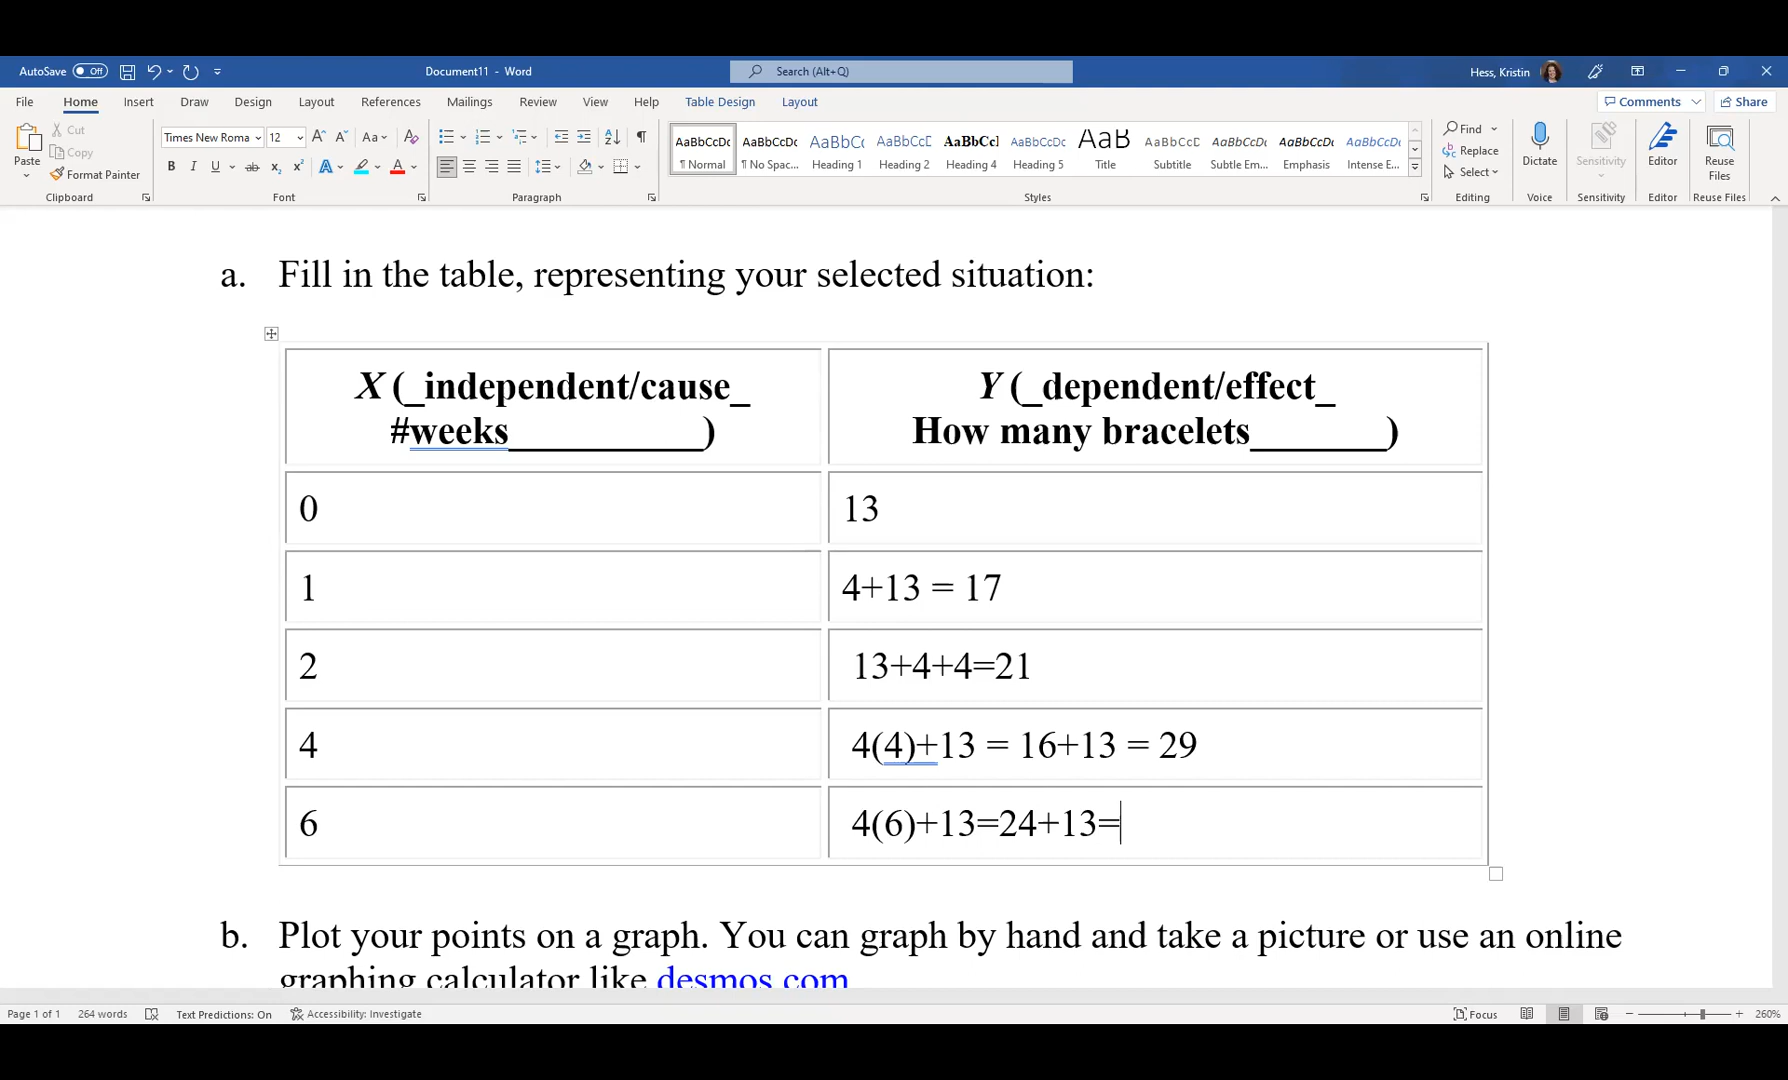 AutoSave Off
Document11 - Word
Search (Alt+Q)
Hess, Kristin
File Home Insert Draw Design Layout References Mailings Review View Help Table Design Layout
Comments Share
Paste
Cut
Copy
Format Painter
Clipboard
Times New Roma 12
Font
Paragraph
AaBbCcDc AaBbCcDc AaBbCc AaBbCcD AaBbCcI AaBbCcDc AaB AaBbCcD AaBbCcDc AaBbCcDc AaBbCcDc
¶ Normal ¶ No Spac... Heading 1 Heading 2 Heading 4 Heading 5 Title Subtitle Subtle Em... Emphasis Intense E...
Styles
Find
Replace
Select
Editing
Dictate
Voice
Sensitivity
Sensitivity
Editor
Editor
Reuse Files
Reuse Files
a. Fill in the table, representing your selected situation:
X (_independent/cause_
#weeks__________)
Y (_dependent/effect_
How many bracelets_______)
0 13
1 4+13 = 17
2 13+4+4=21
4 4(4)+13 = 16+13 = 29
6 4(6)+13=24+13=
b. Plot your points on a graph. You can graph by hand and take a picture or use an online
graphing calculator like desmos.com
Page 1 of 1 264 words Text Predictions: On Accessibility: Investigate
Focus 260%